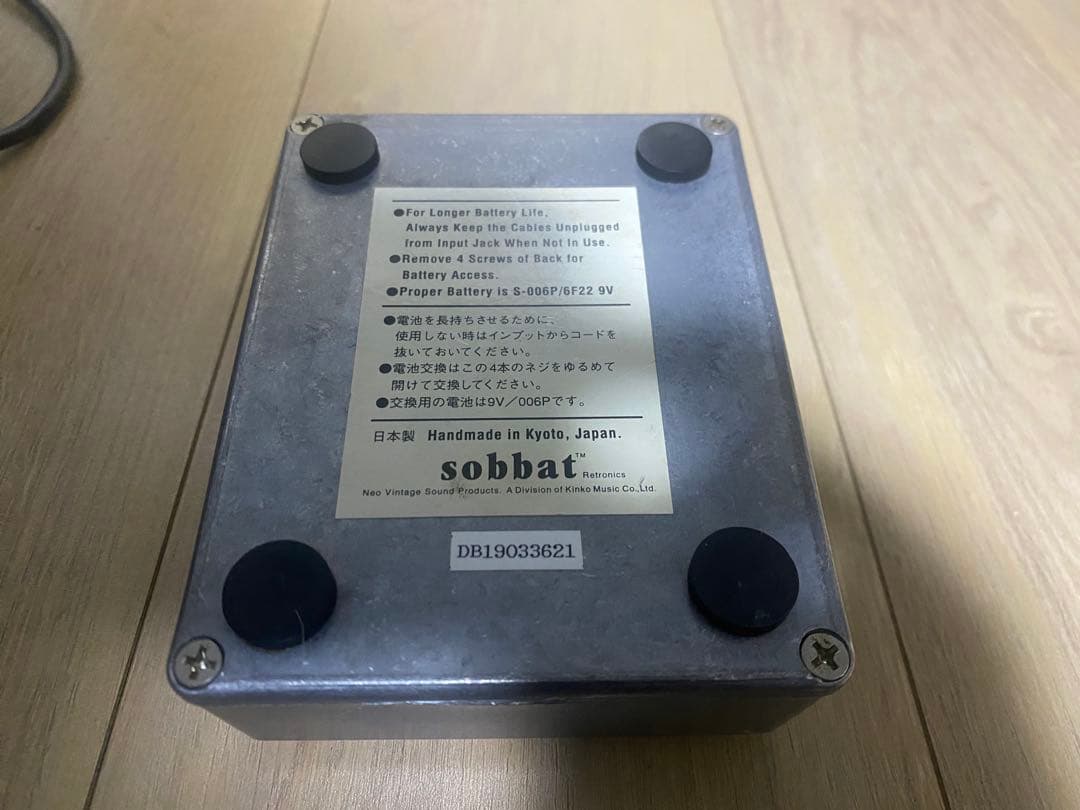 ●For Longer Battery Life,
Always Keep the Cables Unplugged
from Input Jack When Not In Use.
●Remove 4 Screws of Back for
Battery Access.
●Proper Battery is S-006P/6F22 9V
●電池を長持ちさせるために、
使用しない時はインプットからコードを
抜いておいてください。
●電池交換はこの4本のネジをゆるめて
開けて交換してください。
●交換用の電池は9V／006Pです。
日本製 Handmade in Kyoto, Japan.
sobbat™ Retronics
Neo Vintage Sound Products. A Division of Kinko Music Co.,Ltd.
DB19033621